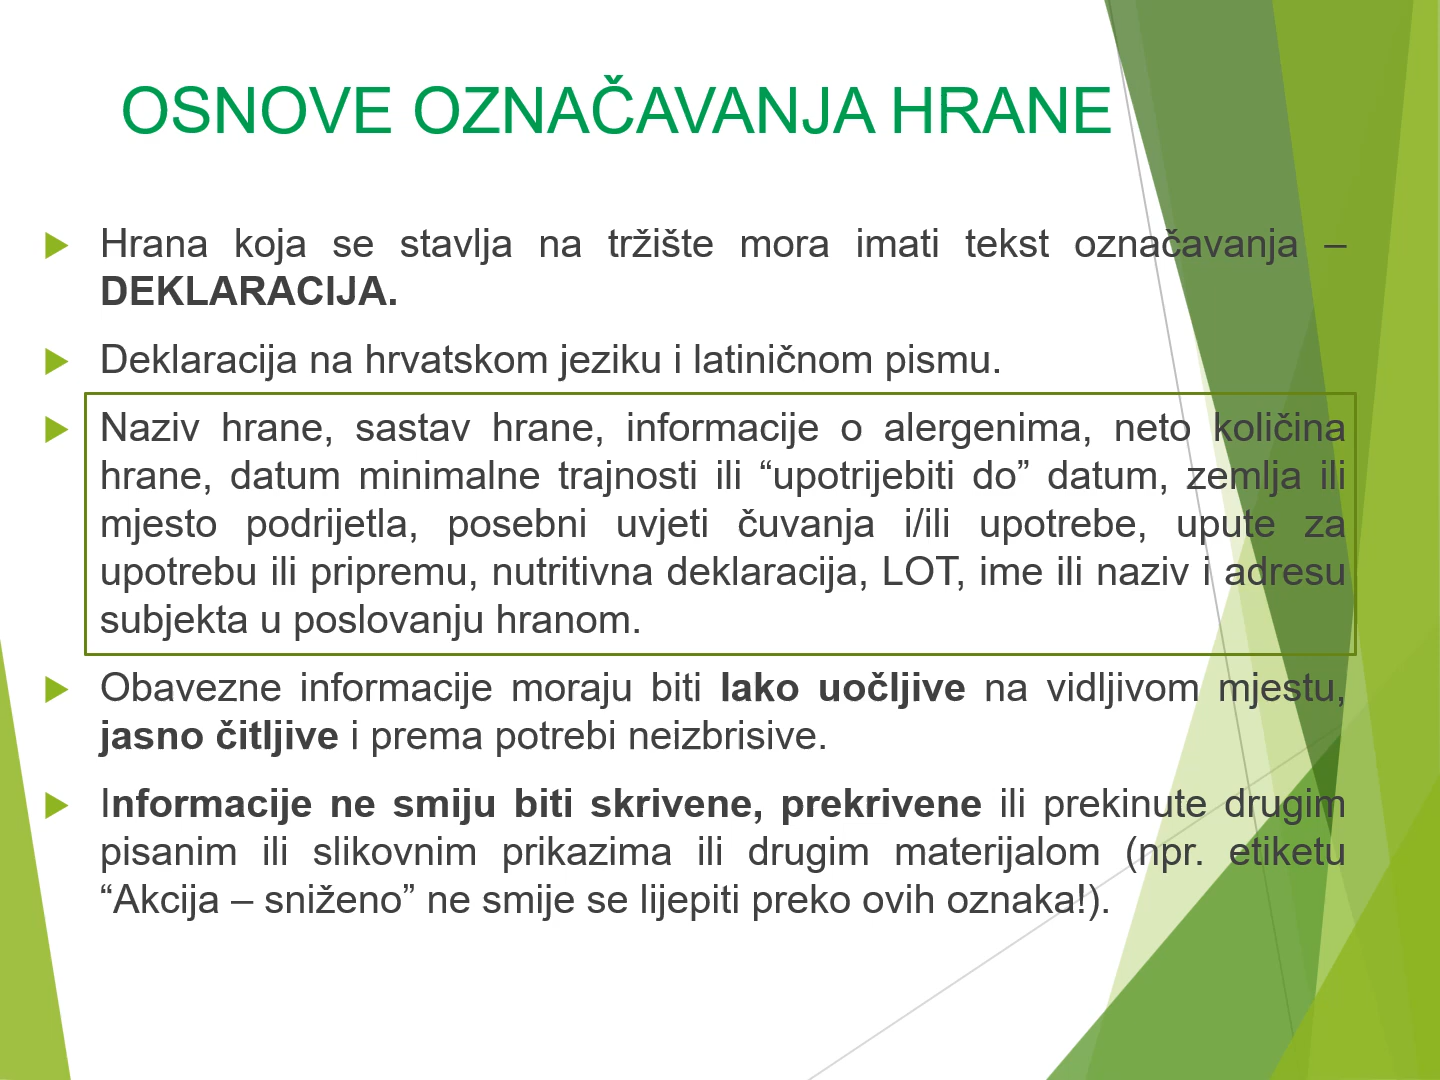 OSNOVE OZNAČAVANJA HRANE
Hrana koja se stavlja na tržište mora imati tekst označavanja –
DEKLARACIJA.
Deklaracija na hrvatskom jeziku i latiničnom pismu.
Naziv hrane, sastav hrane, informacije o alergenima, neto količina
hrane, datum minimalne trajnosti ili “upotrijebiti do” datum, zemlja ili
mjesto podrijetla, posebni uvjeti čuvanja i/ili upotrebe, upute za
upotrebu ili pripremu, nutritivna deklaracija, LOT, ime ili naziv i adresu
subjekta u poslovanju hranom.
Obavezne informacije moraju biti lako uočljive na vidljivom mjestu,
jasno čitljive i prema potrebi neizbrisive.
Informacije ne smiju biti skrivene, prekrivene ili prekinute drugim
pisanim ili slikovnim prikazima ili drugim materijalom (npr. etiketu
“Akcija – sniženo” ne smije se lijepiti preko ovih oznaka!).